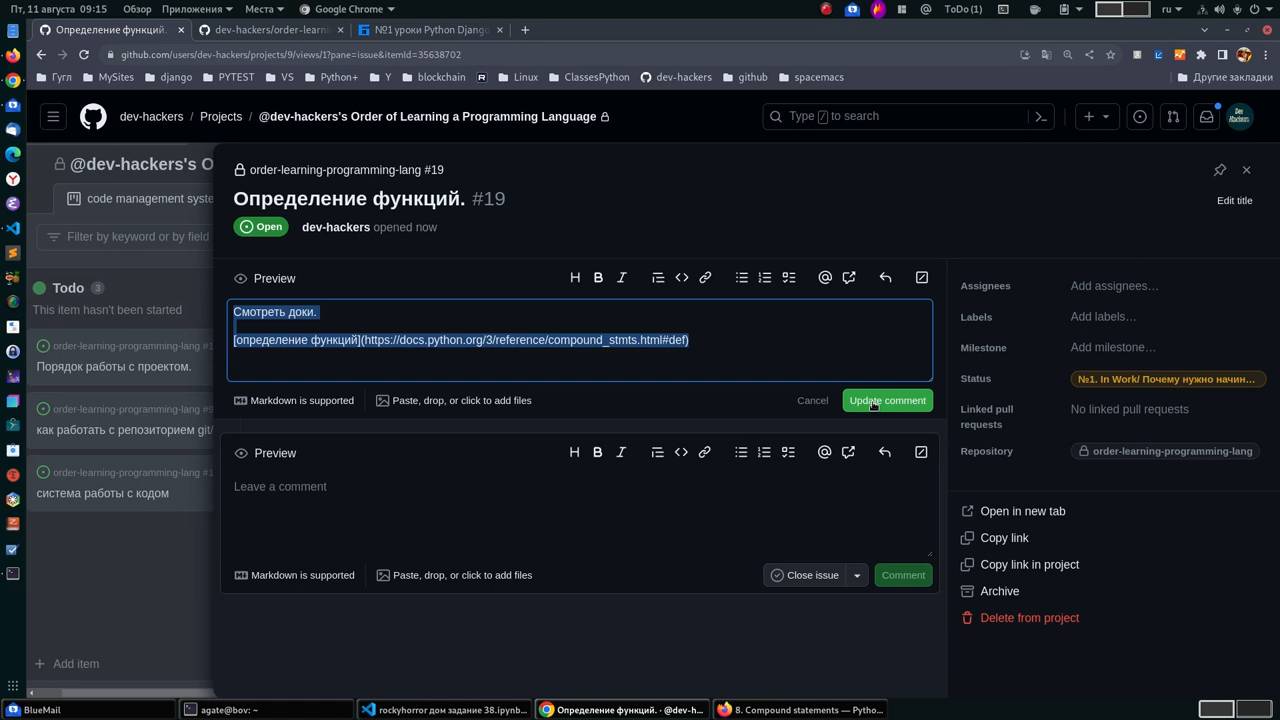 Пт, 11 августа 09:15
Обзор
Приложения
Места
Google Chrome
ToDo (1)
ru
Определение функций.
dev-hackers/order-learni
№1 уроки Python Django
github.com/users/dev-hackers/projects/9/views/1?pane=issue&itemId=35638702
Гугл
MySites
django
PYTEST
VS
Python+
Y
blockchain
Linux
ClassesPython
dev-hackers
github
spacemacs
Другие закладки
dev-hackers / Projects / @dev-hackers's Order of Learning a Programming Language
Type / to search
@dev-hackers's O
code management syste
Filter by keyword or by field
Todo 3
This item hasn't been started
order-learning-programming-lang #1
Порядок работы с проектом.
order-learning-programming-lang #9
как работать с репозиторием git/
order-learning-programming-lang #1
система работы с кодом
Add item
order-learning-programming-lang #19
Определение функций. #19
Edit title
Open
dev-hackers opened now
Preview
Смотреть доки.
[определение функций](https://docs.python.org/3/reference/compound_stmts.html#def)
Markdown is supported
Paste, drop, or click to add files
Cancel
Update comment
Preview
Leave a comment
Markdown is supported
Paste, drop, or click to add files
Close issue
Comment
Assignees
Add assignees…
Labels
Add labels…
Milestone
Add milestone…
Status
№1. In Work/ Почему нужно начин…
Linked pull requests
No linked pull requests
Repository
order-learning-programming-lang
Open in new tab
Copy link
Copy link in project
Archive
Delete from project
BlueMail
agate@bov: ~
rockyhorror дом задание 38.ipynb…
Определение функций. · @dev-h…
8. Compound statements — Pytho…